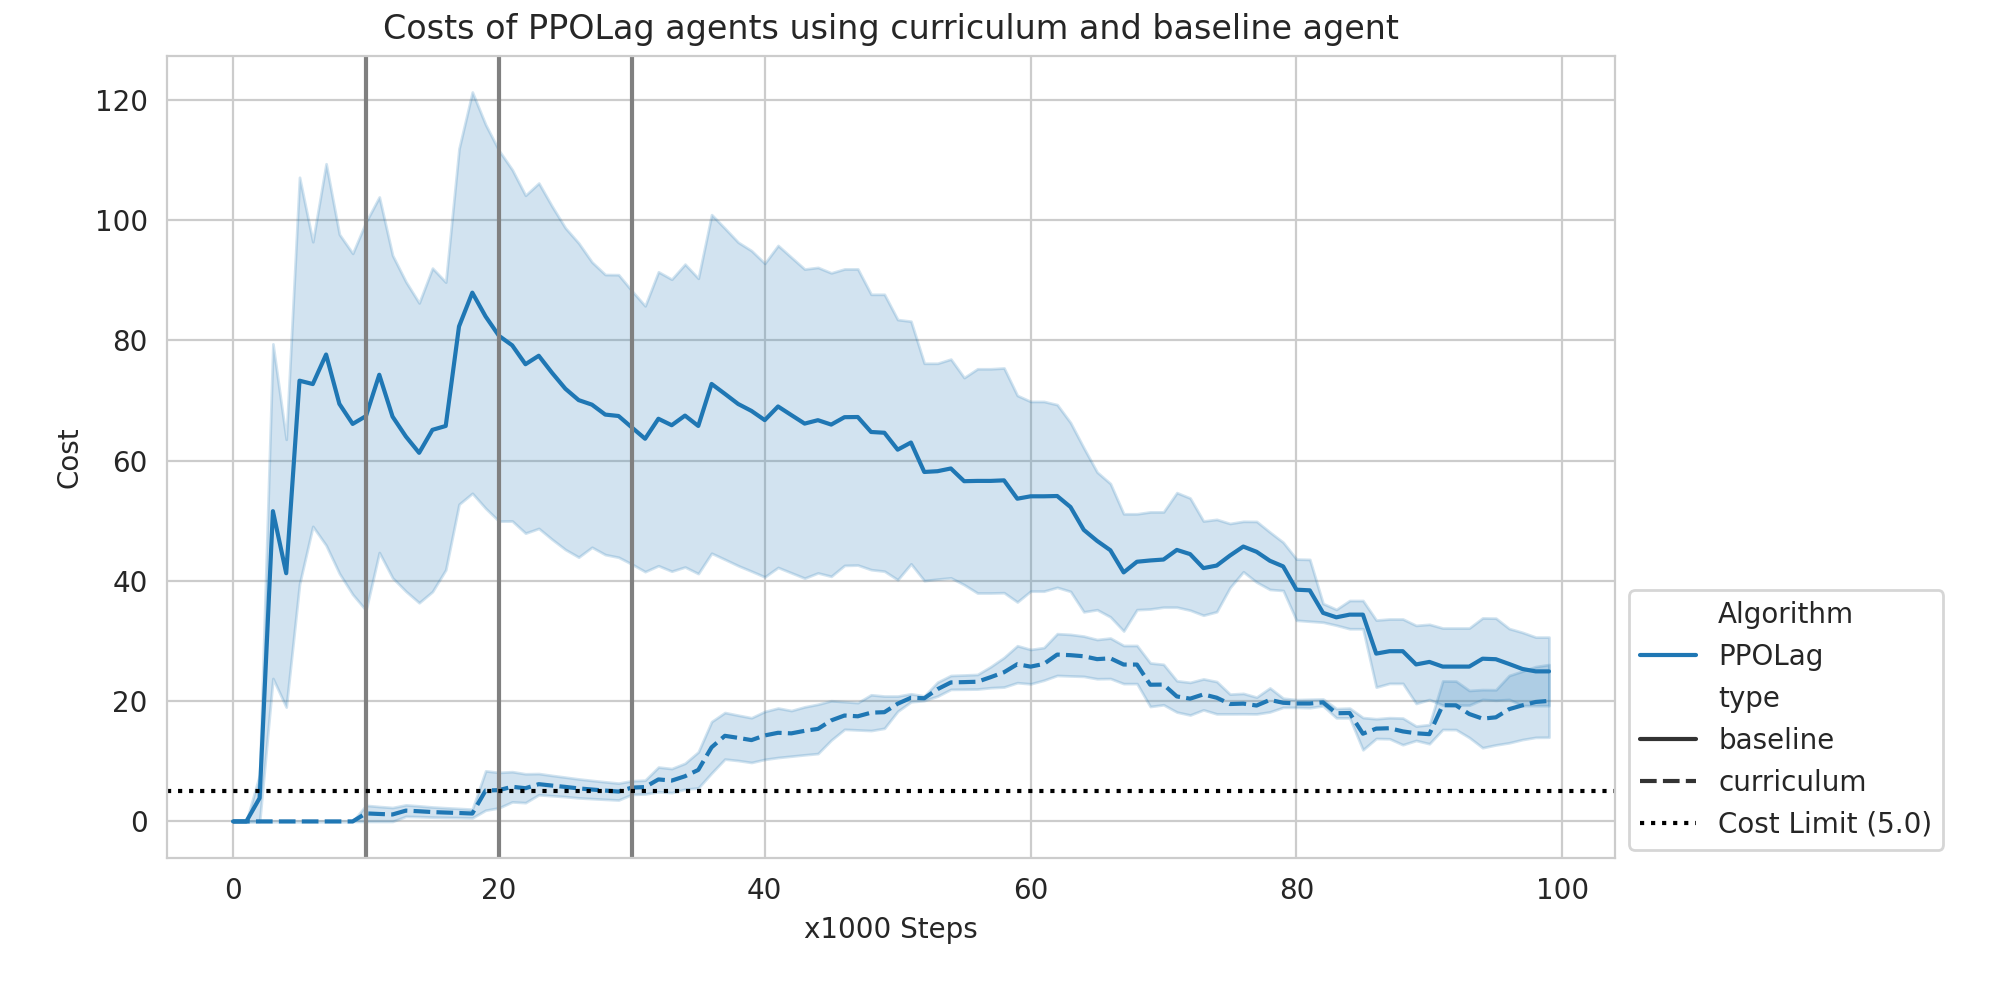 Costs of PPOLag agents using curriculum and baseline agent
120
100
80
60
40
20
0
Cost
0 20 40 60 80 100
x1000 Steps
Algorithm
PPOLag
type
baseline
curriculum
Cost Limit (5.0)